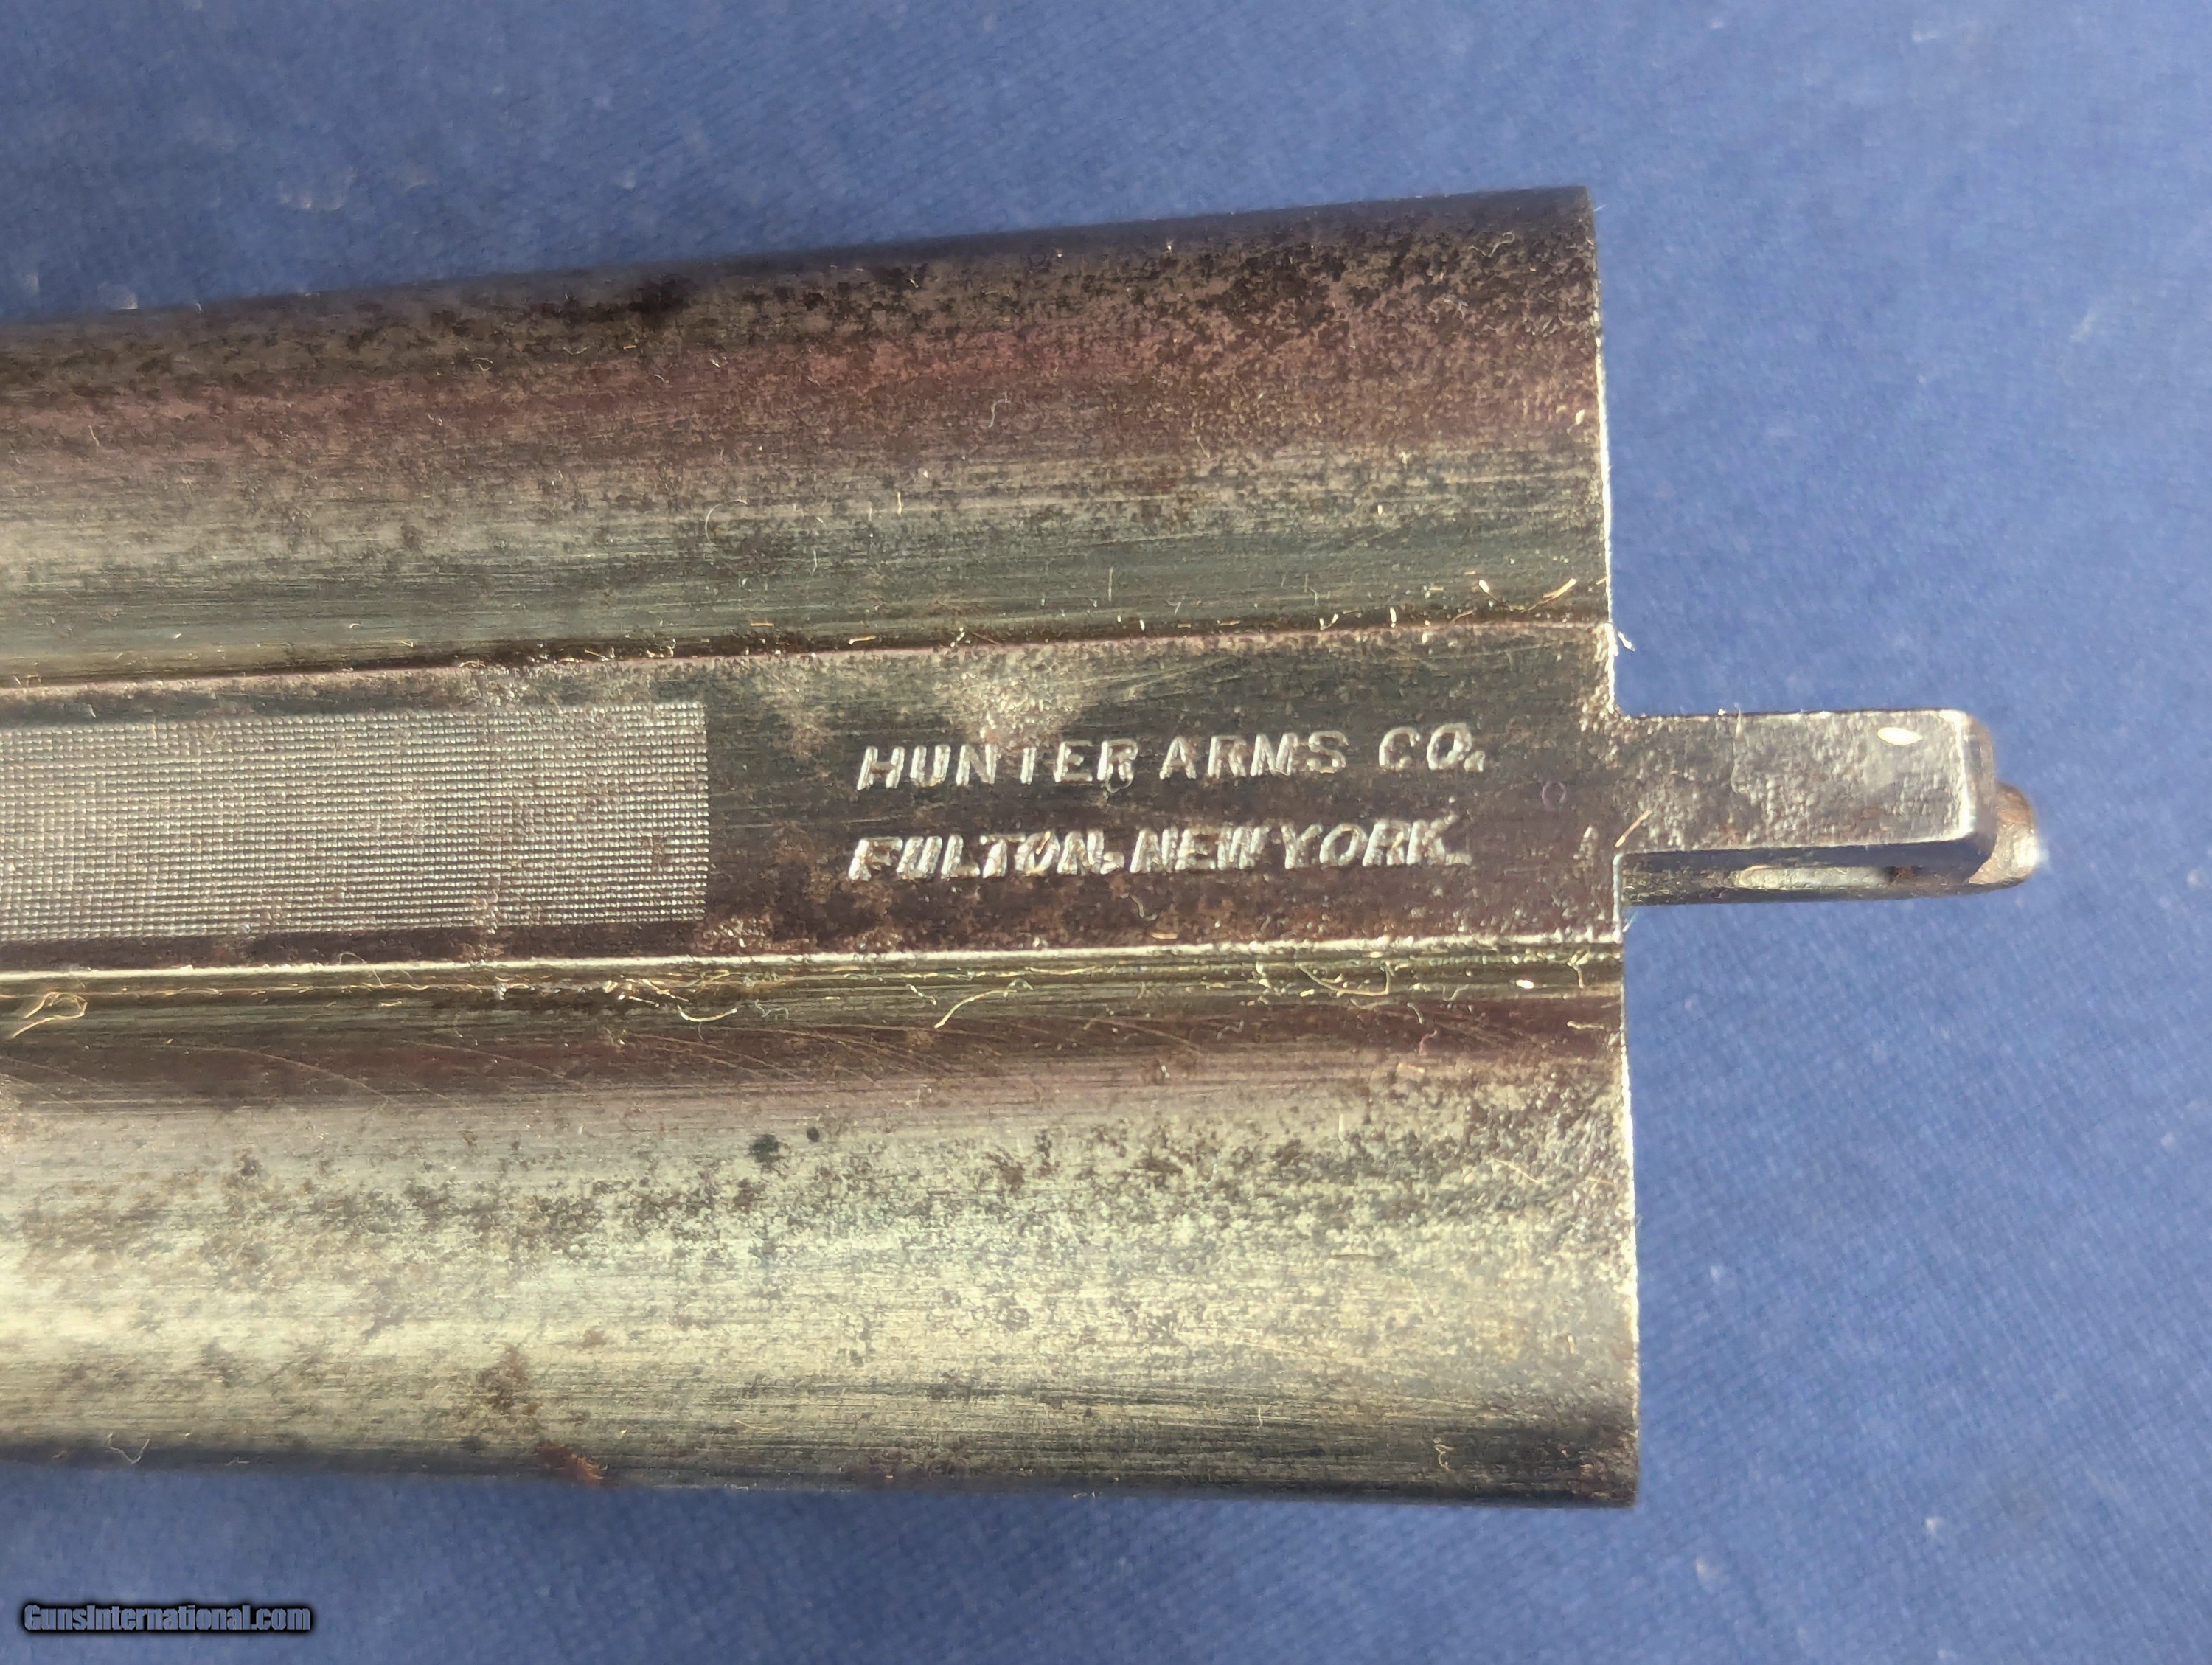 HUNTER ARMS CO.
FULTON, NEW YORK.
GunsInternational.com